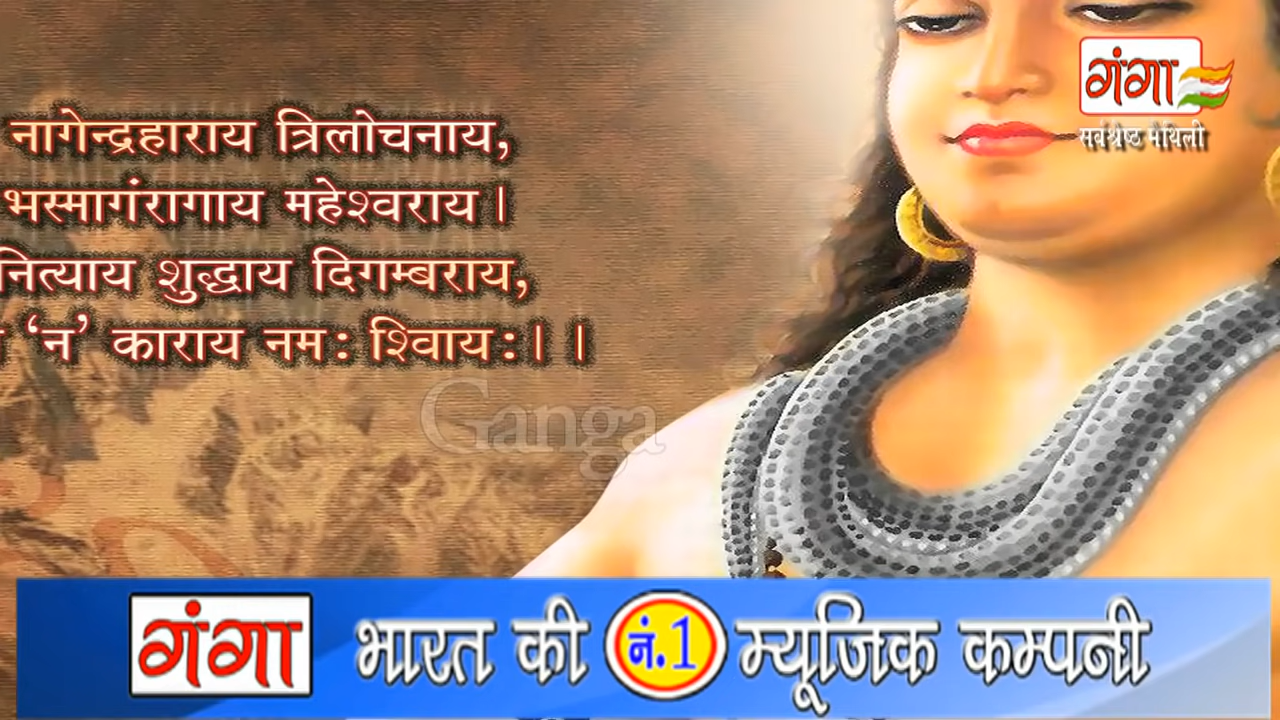 नागेन्द्रहाराय त्रिलोचनाय,
भस्मागंरागाय महेश्वराय।
नित्याय शुद्धाय दिगम्बराय,
‘न’ काराय नम: श्विाय:।।
गंगा
सर्वश्रेष्ठ मैथिली
Ganga
गंगा भारत की नं.1 म्यूजिक कम्पनी